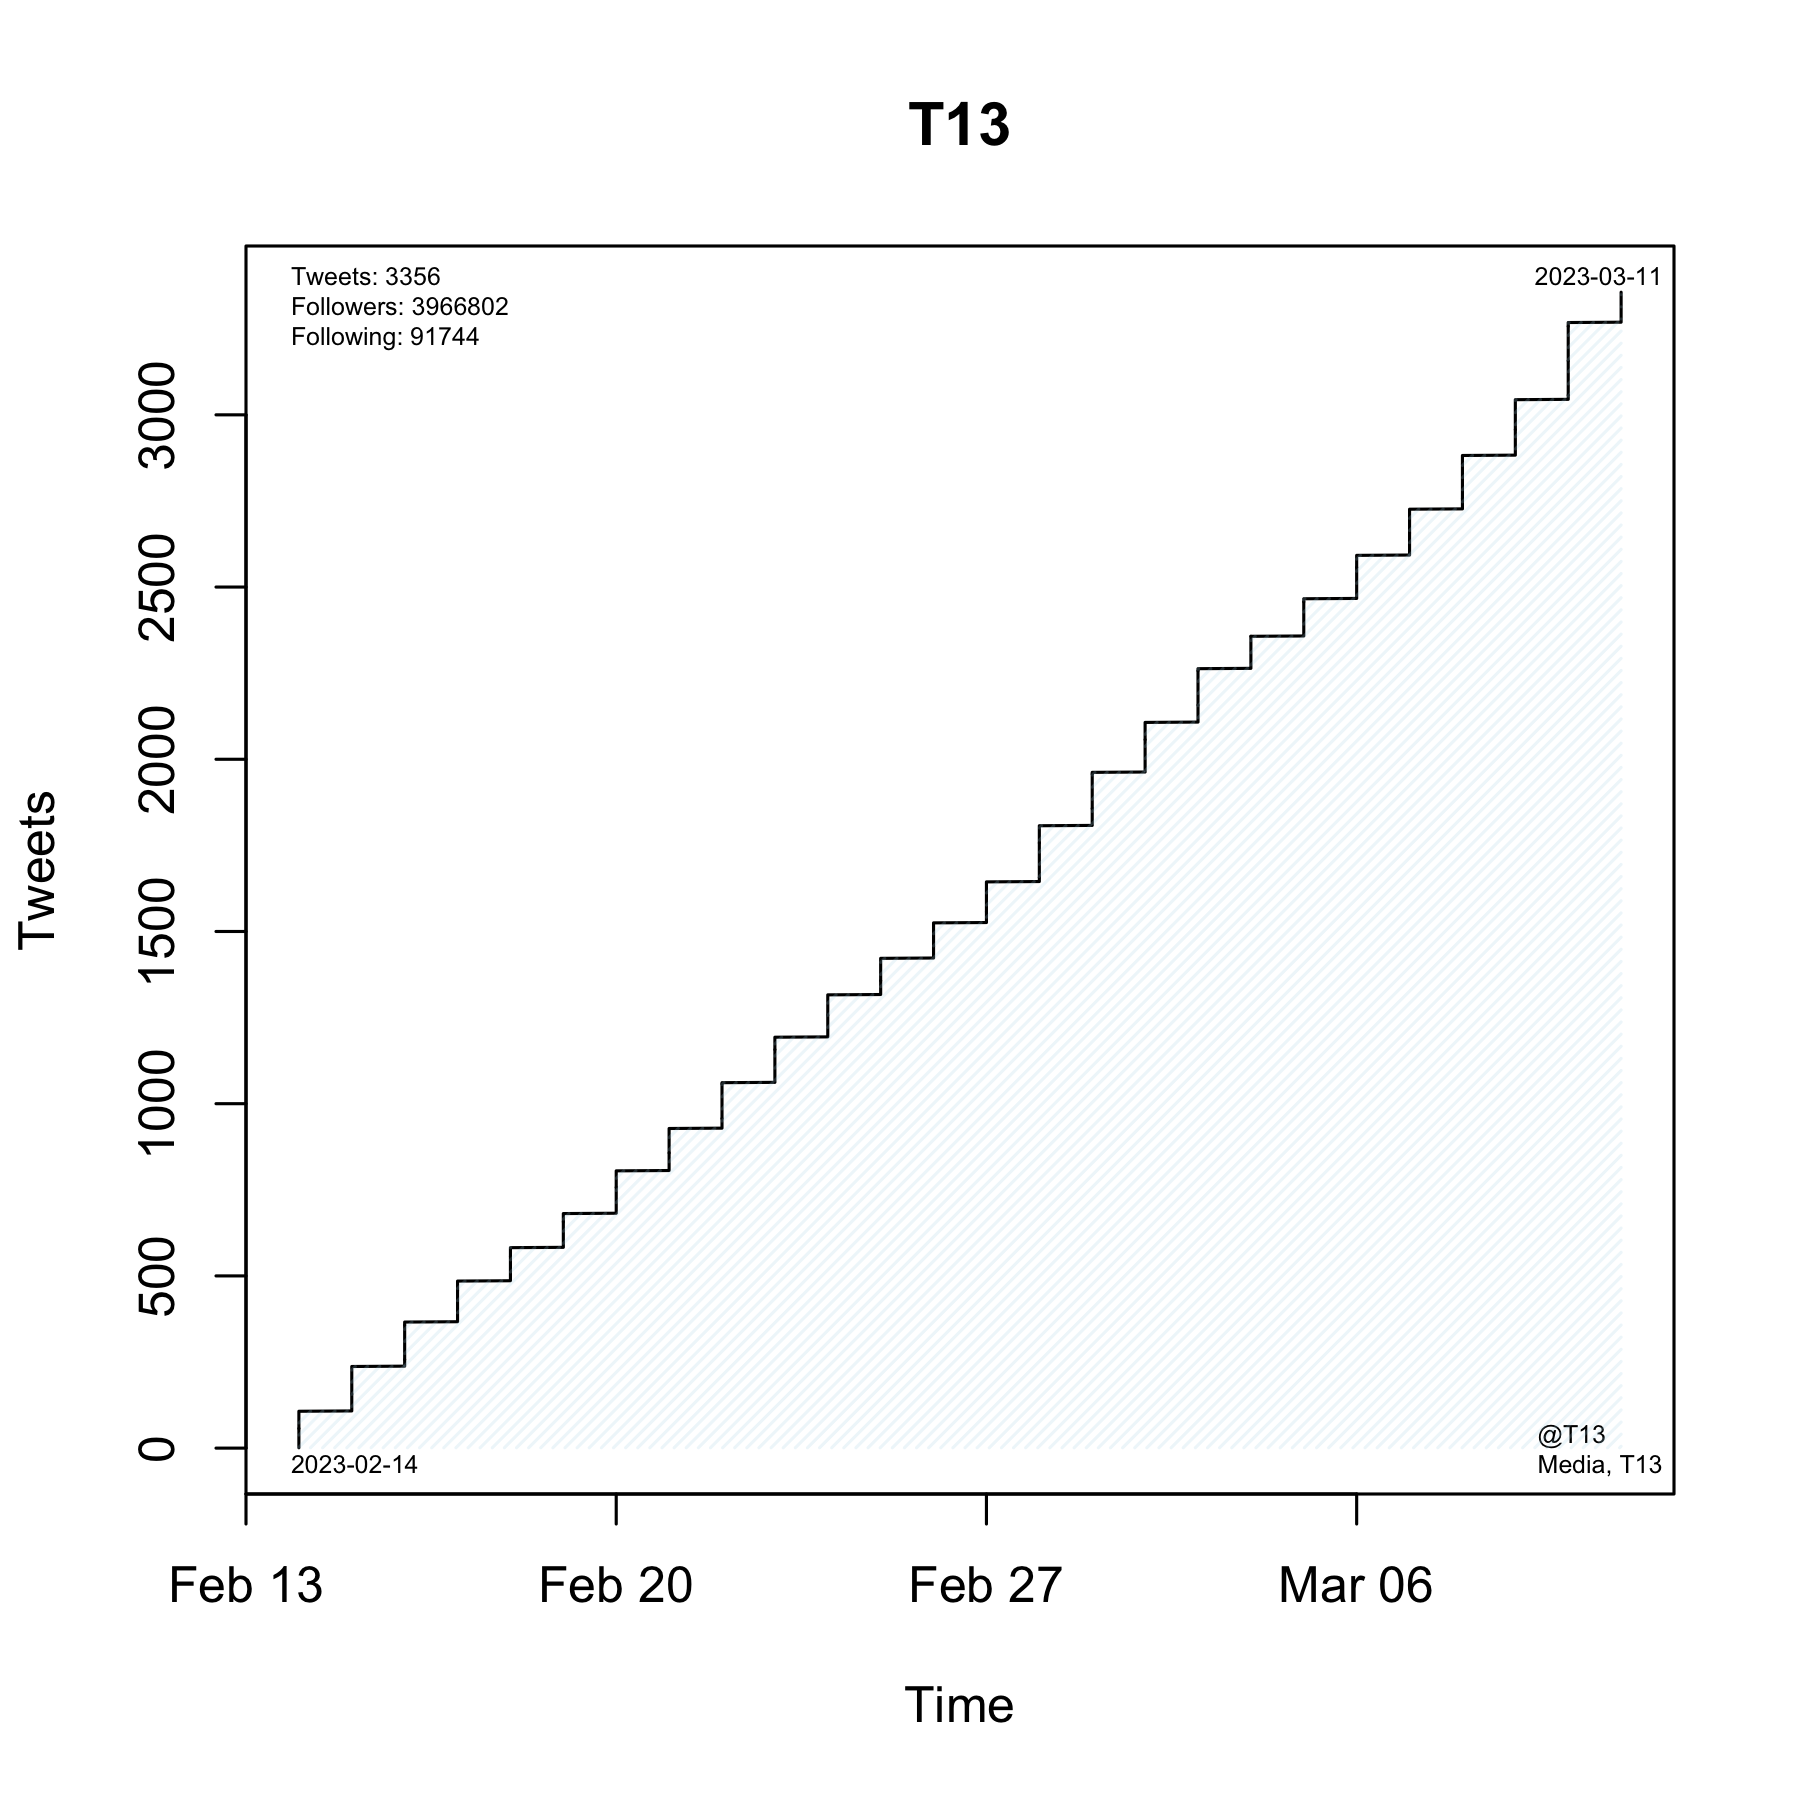 T13
Tweets: 3356
Followers: 3966802
Following: 91744
2023-03-11
Tweets
3000
2500
2000
1500
1000
500
0
2023-02-14
@T13
Media, T13
Feb 13
Feb 20
Feb 27
Mar 06
Time